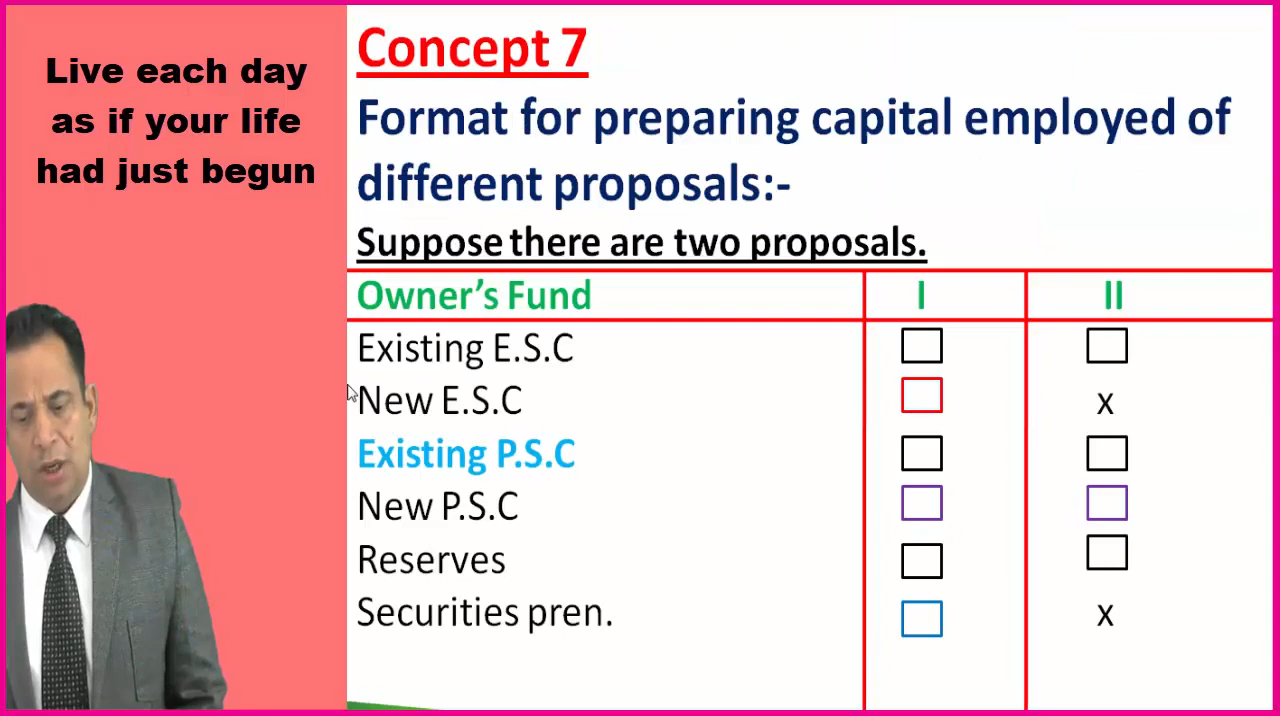 Live each day
as if your life
had just begun
Concept 7
Format for preparing capital employed of
different proposals:-
Suppose there are two proposals.
Owner's Fund I II
Existing E.S.C
New E.S.C x
Existing P.S.C
New P.S.C
Reserves
Securities pren. x